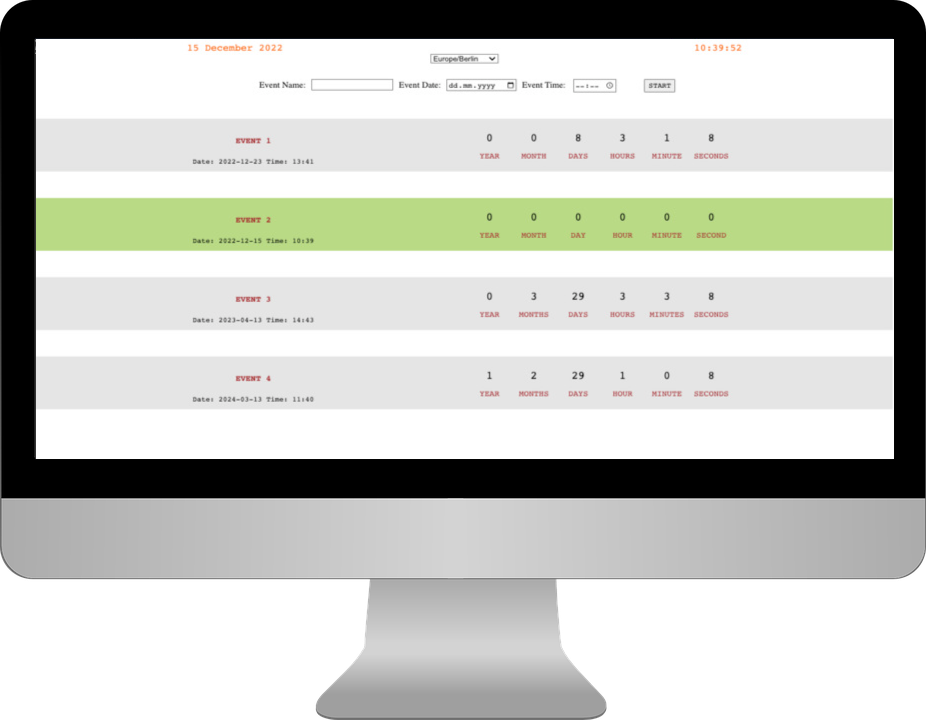 15 December 2022 10:39:52
Europe/Berlin
Event Name: Event Date: dd.mm.yyyy Event Time: --:-- START
EVENT 1
Date: 2022-12-23 Time: 13:41
0 0 8 3 1 8
YEAR MONTH DAYS HOURS MINUTE SECONDS
EVENT 2
Date: 2022-12-15 Time: 10:39
0 0 0 0 0 0
YEAR MONTH DAY HOUR MINUTE SECOND
EVENT 3
Date: 2023-04-13 Time: 14:43
0 3 29 3 3 8
YEAR MONTHS DAYS HOURS MINUTES SECONDS
EVENT 4
Date: 2024-03-13 Time: 11:40
1 2 29 1 0 8
YEAR MONTHS DAYS HOUR MINUTE SECONDS